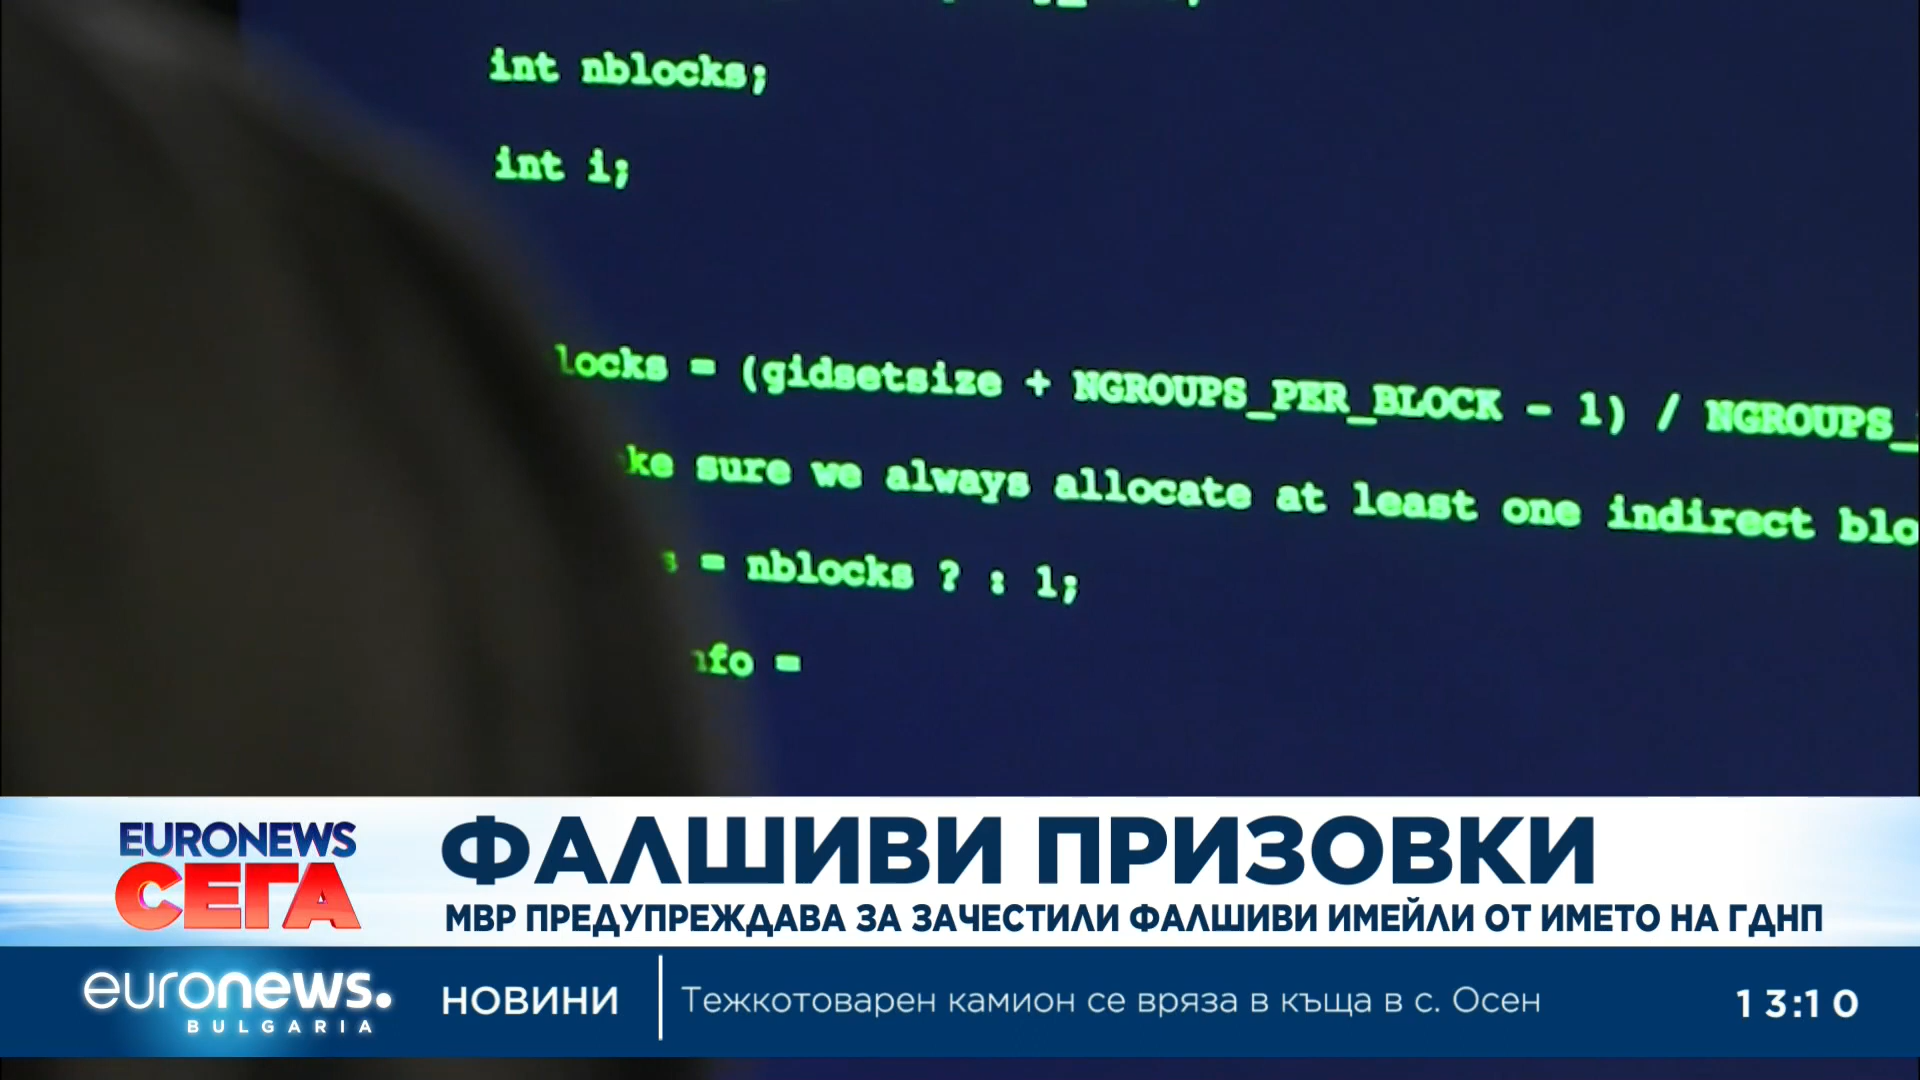 int nblocks;
int i;
locks = (gidsetsize + NGROUPS_PER_BLOCK - 1) / NGROUPS_
ke sure we always allocate at least one indirect blo
s = nblocks ? : 1;
nfo =
EURONEWS
СЕГА
ФАЛШИВИ ПРИЗОВКИ
МВР ПРЕДУПРЕЖДАВА ЗА ЗАЧЕСТИЛИ ФАЛШИВИ ИМЕЙЛИ ОТ ИМЕТО НА ГДНП
euronews.
BULGARIA
НОВИНИ
Тежкотоварен камион се вряза в къща в с. Осен
13:10